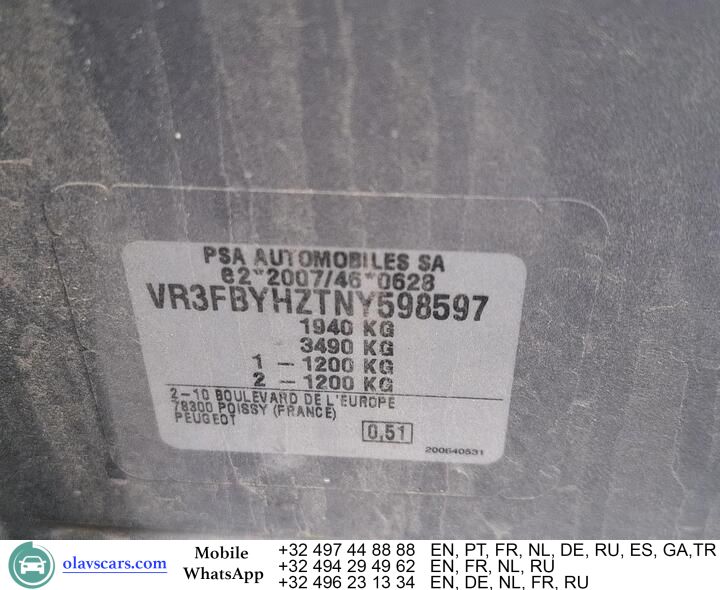 PSA AUTOMOBILES SA
e2*2007/46*0628
VR3FBYHZTNY598597
1940 KG
3490 KG
1 - 1200 KG
2 - 1200 KG
2-10 BOULEVARD DE L'EUROPE
78300 POISSY (FRANCE)
PEUGEOT
0,51
200640531
olavscars.com
Mobile
WhatsApp
+32 497 44 88 88 EN, PT, FR, NL, DE, RU, ES, GA,TR
+32 494 29 49 62 EN, FR, NL, RU
+32 496 23 13 34 EN, DE, NL, FR, RU